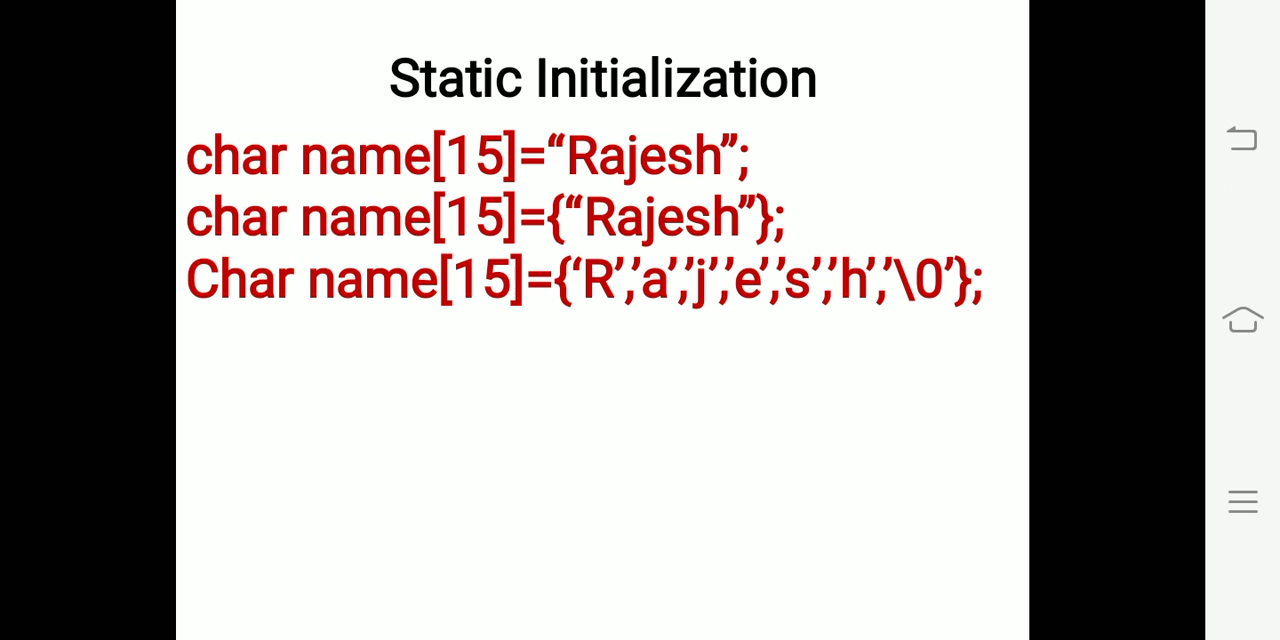 Static Initialization
char name[15]=“Rajesh”;
char name[15]={“Rajesh”};
Char name[15]={‘R’,’a’,’j’,’e’,’s’,’h’,’\0’};